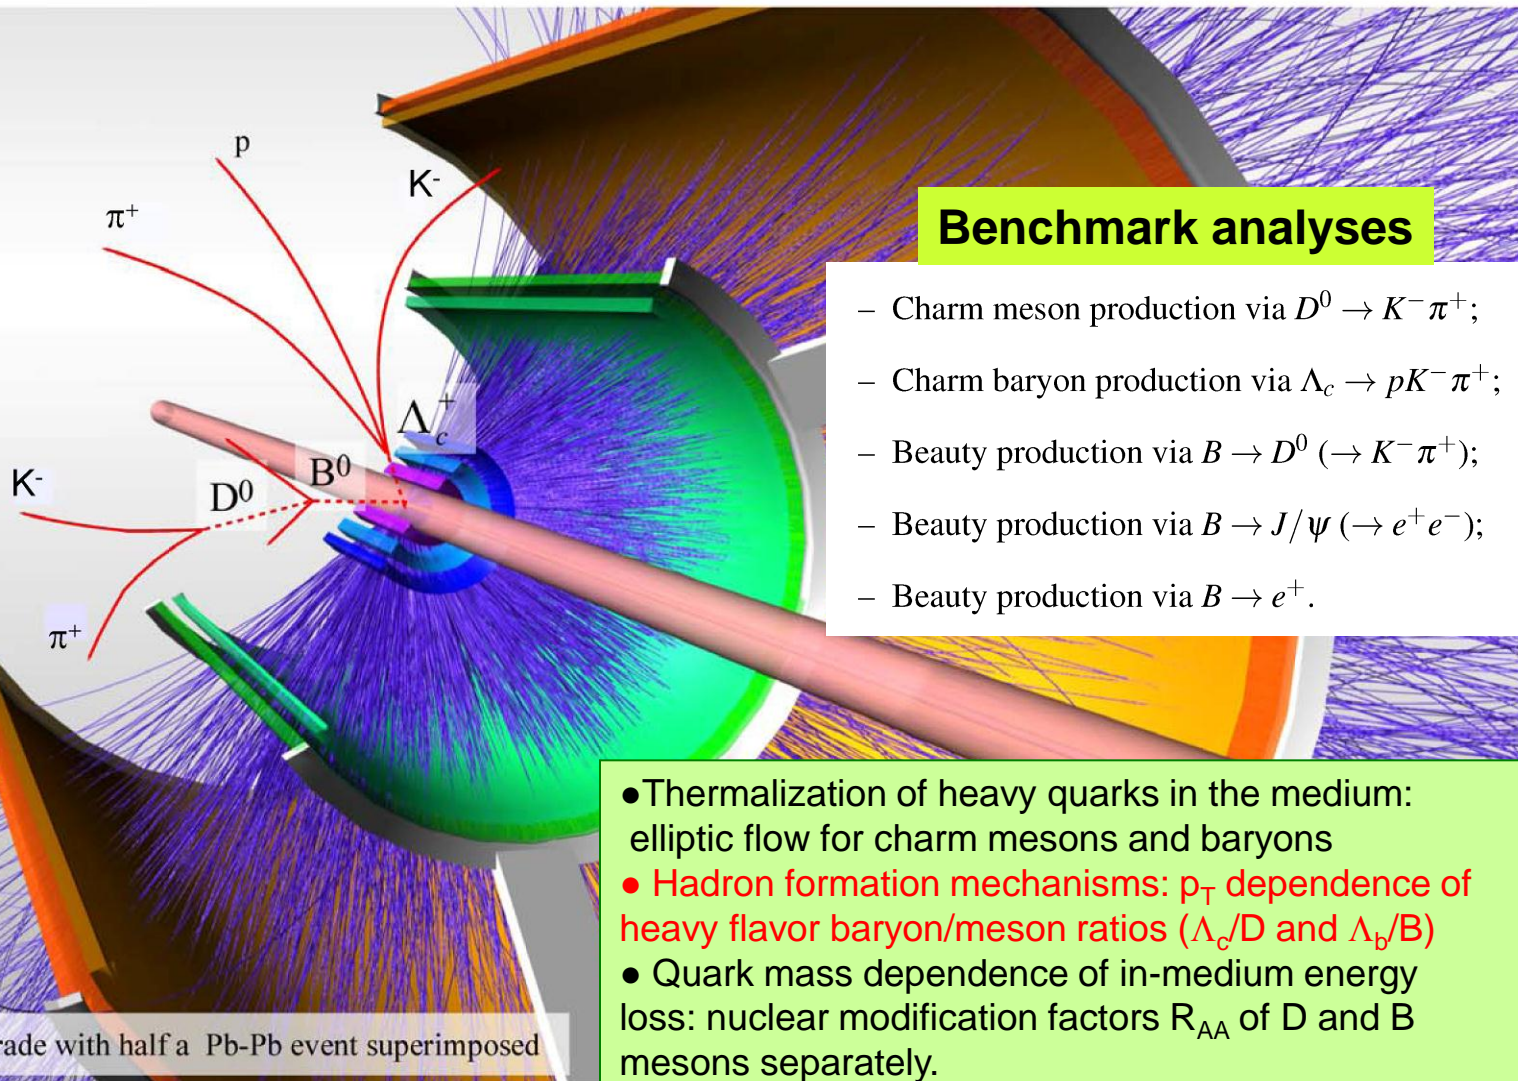 p
K-
π⁺
Benchmark analyses
– Charm meson production via D⁰ → K⁻π⁺;
– Charm baryon production via Λc → pK⁻π⁺;
– Beauty production via B → D⁰ (→ K⁻π⁺);
– Beauty production via B → J/ψ (→ e⁺e⁻);
– Beauty production via B → e⁺.
Λc⁺
B⁰
D⁰
K-
π⁺
●Thermalization of heavy quarks in the medium:
elliptic flow for charm mesons and baryons
● Hadron formation mechanisms: pT dependence of
heavy flavor baryon/meson ratios (Λc/D and Λb/B)
● Quark mass dependence of in-medium energy
loss: nuclear modification factors RAA of D and B
mesons separately.
with half a Pb-Pb event superimposed